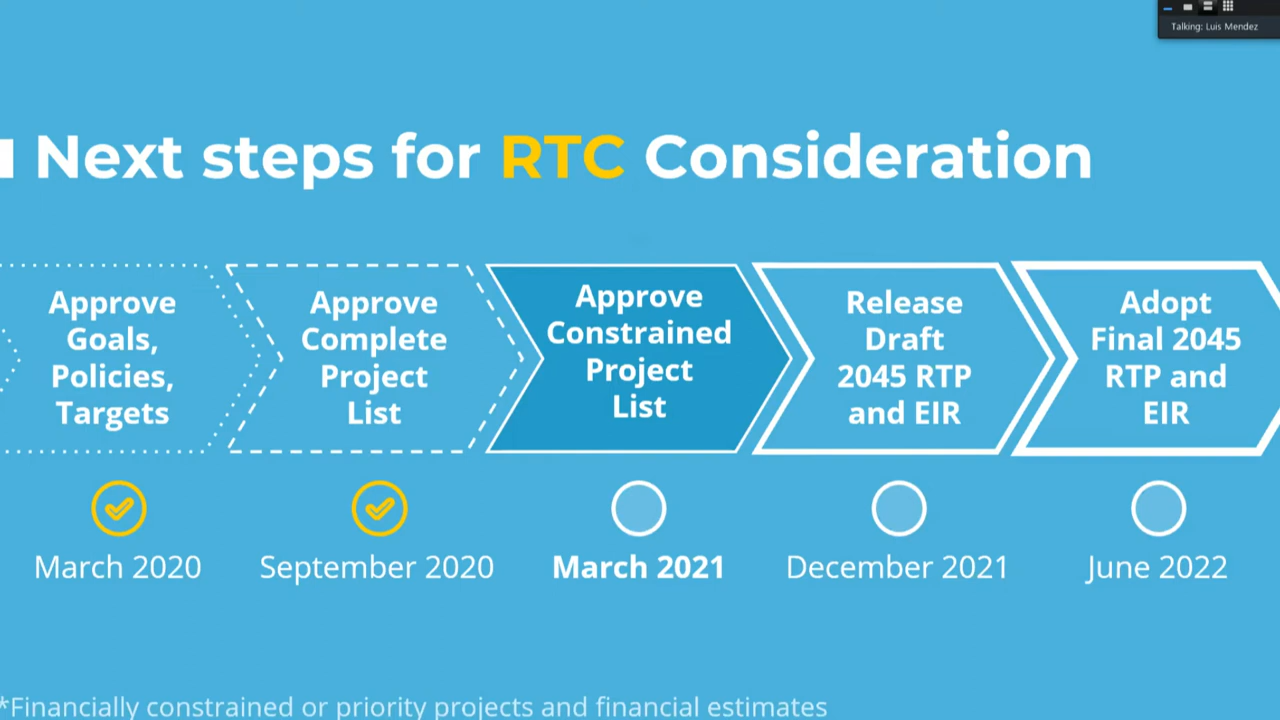 Talking: Luis Mendez
Next steps for RTC Consideration
Approve
Goals,
Policies,
Targets
Approve
Complete
Project
List
Approve
Constrained
Project
List
Release
Draft
2045 RTP
and EIR
Adopt
Final 2045
RTP and
EIR
March 2020
September 2020
March 2021
December 2021
June 2022
*Financially constrained or priority projects and financial estimates